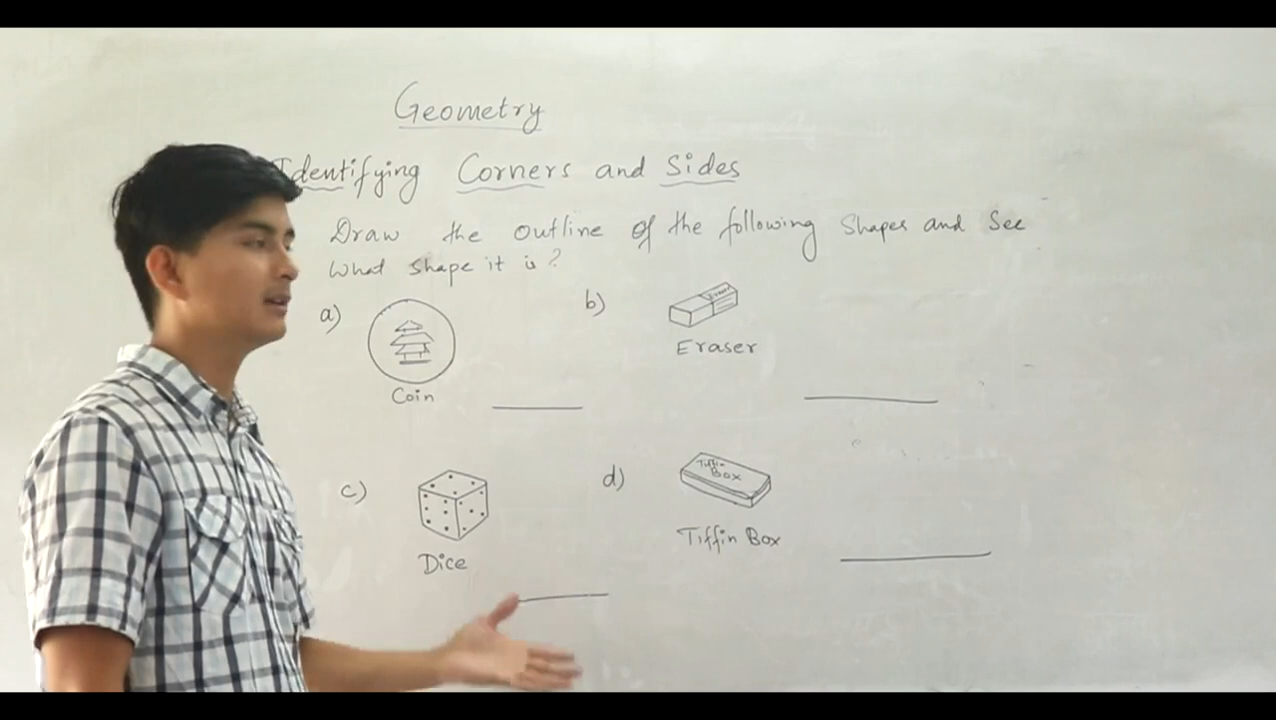 Geometry
Identifying Corners and Sides
Draw the outline of the following shapes and see
What shape it is?
a)
b)
Eraser
Coin
c)
d)
Tiffin
Box
Tiffin Box
Dice